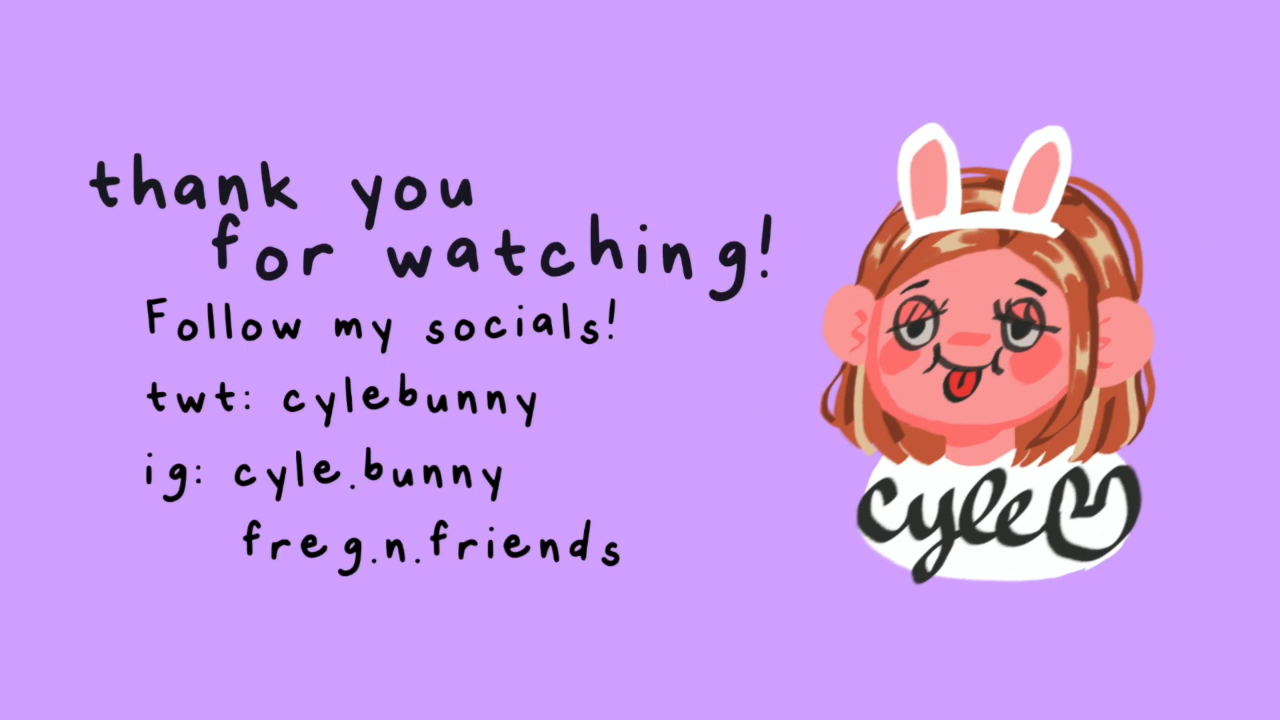 thank you
for watching!
Follow my socials!
twt: cylebunny
ig: cyle.bunny
freg.n.friends
cyle